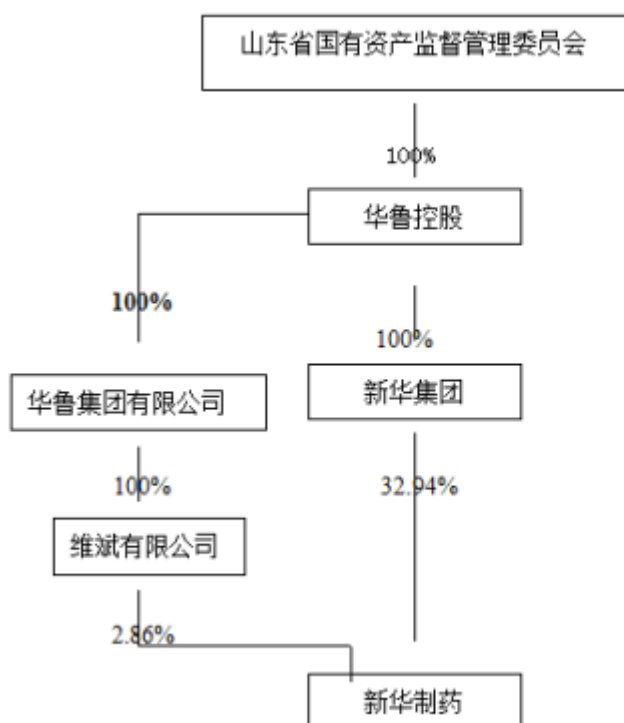 山东省国有资产监督管理委员会
100%
华鲁控股
100%
100%
华鲁集团有限公司
新华集团
100%
32.94%
维斌有限公司
2.86%
新华制药